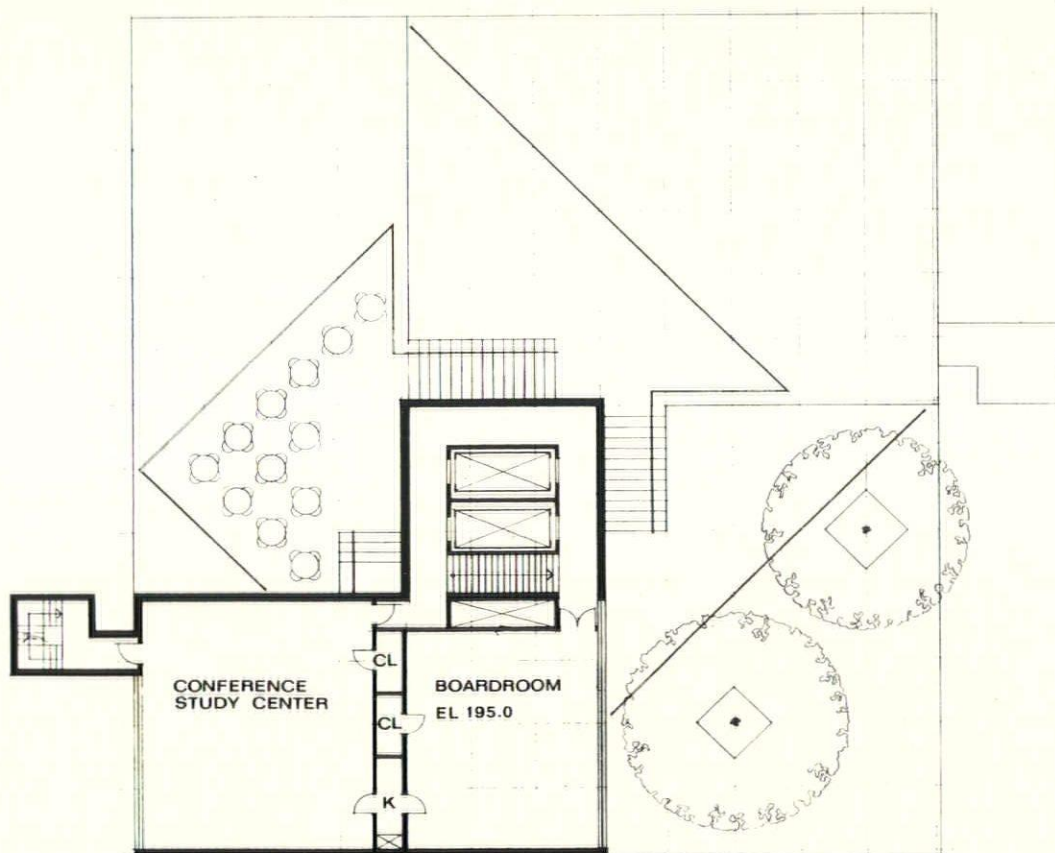 CONFERENCE
STUDY CENTER
CL
CL
K
BOARDROOM
EL 195.0